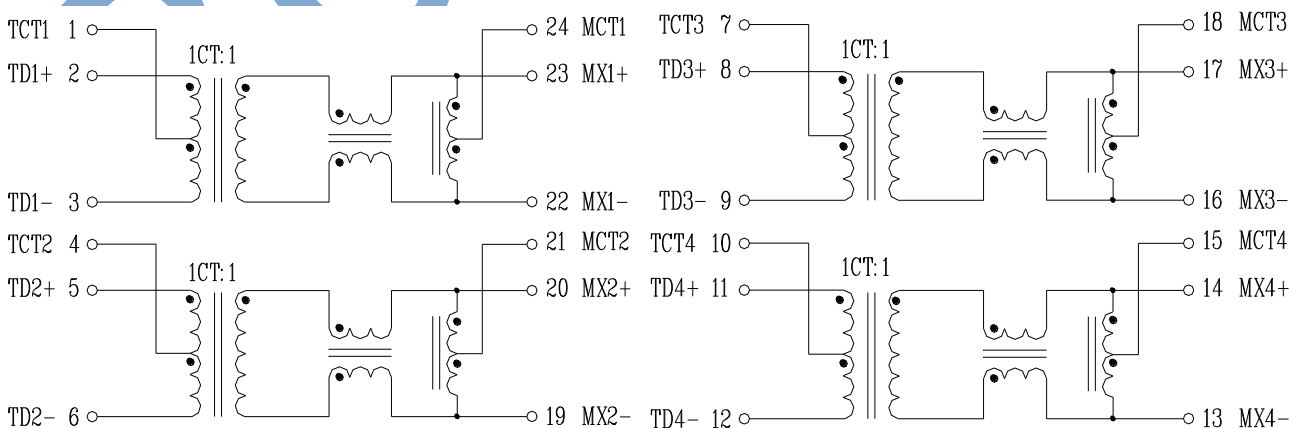 TCT1 1
1CT:1
TD1+ 2
TD1- 3
24 MCT1
23 MX1+
22 MX1-
TCT2 4
1CT:1
TD2+ 5
TD2- 6
21 MCT2
20 MX2+
19 MX2-
TCT3 7
1CT:1
TD3+ 8
TD3- 9
18 MCT3
17 MX3+
16 MX3-
TCT4 10
1CT:1
TD4+ 11
TD4- 12
15 MCT4
14 MX4+
13 MX4-